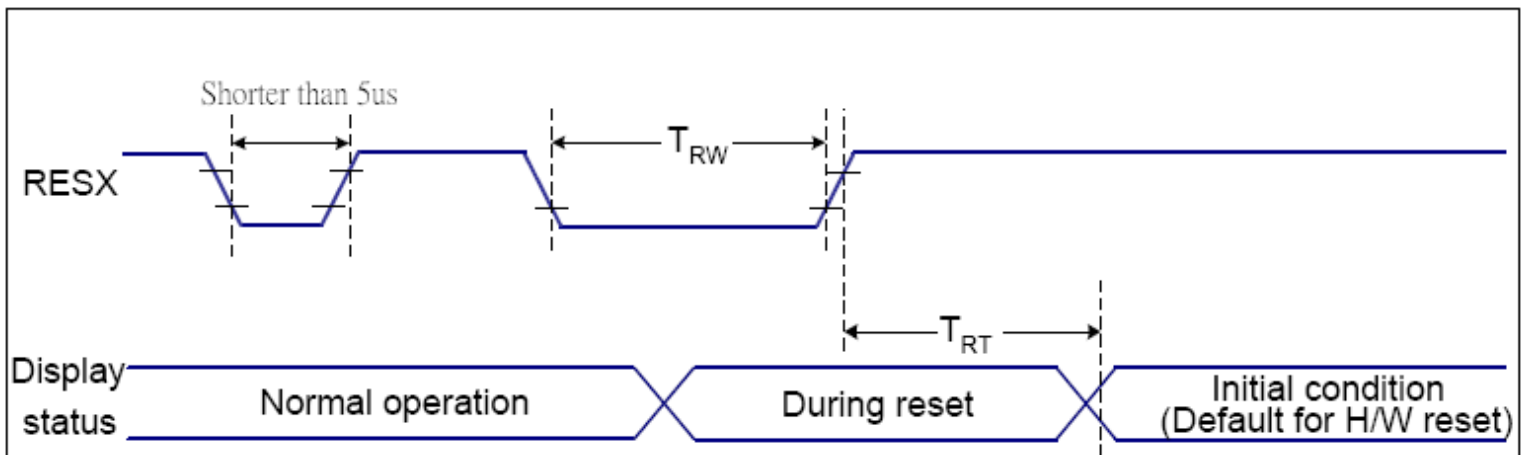 Shorter than 5us
TRW
RESX
TRT
Display
status
Normal operation
During reset
Initial condition
(Default for H/W reset)